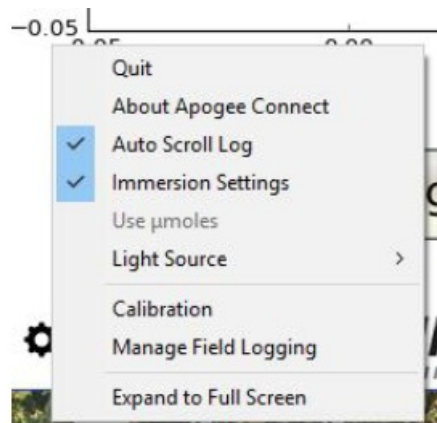 −0.05
Quit
About Apogee Connect
Auto Scroll Log
Immersion Settings
Use µmoles
Light Source
Calibration
Manage Field Logging
Expand to Full Screen